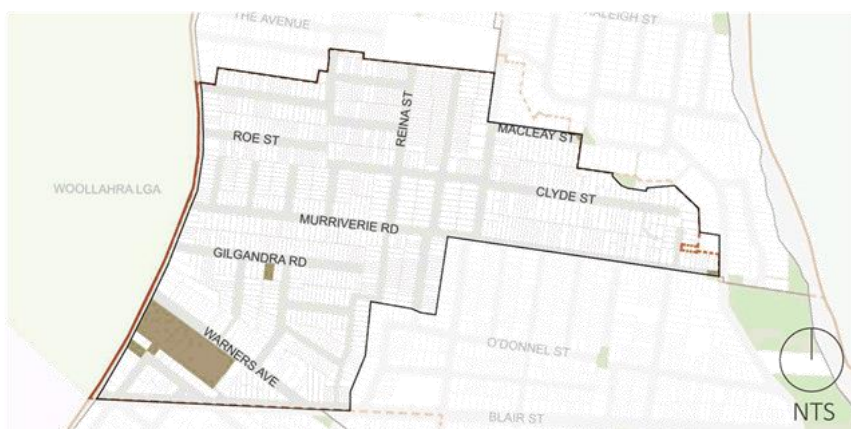 THE AVENUE
RALEIGH ST
REINA ST
ROE ST
MACLEAY ST
WOOLLAHRA LGA
CLYDE ST
MURRIVERIE RD
GILGANDRA RD
WARNERS AVE
O'DONNEL ST
BLAIR ST
NTS